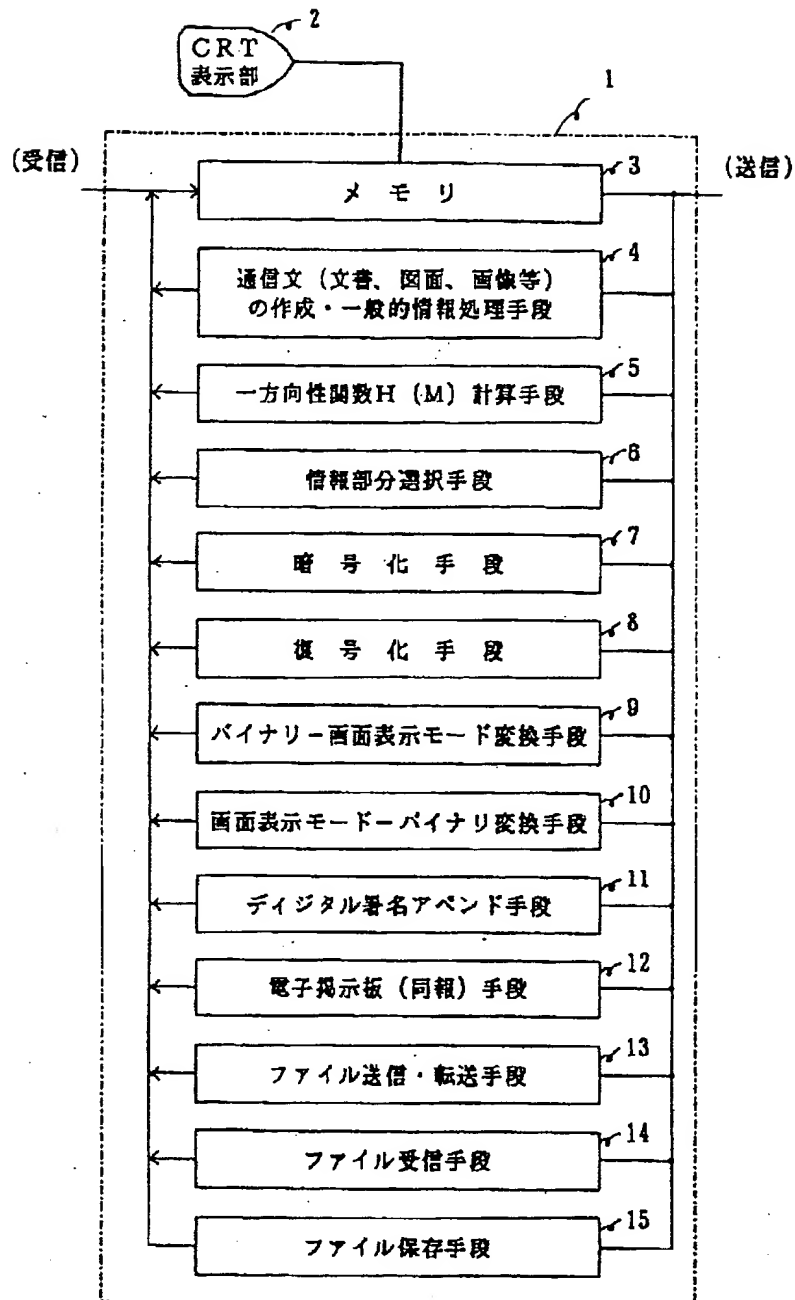 2
CRT
表示部
1
(受信)
(送信)
3
メモリ
4
通信文(文書、図面、画像等)
の作成・一般的情報処理手段
5
一方向性関数H(M)計算手段
6
情報部分選択手段
7
暗号化手段
8
復号化手段
9
バイナリー画面表示モード変換手段
10
画面表示モードーバイナリ変換手段
11
ディジタル署名アペンド手段
12
電子掲示板(同報)手段
13
ファイル送信・転送手段
14
ファイル受信手段
15
ファイル保存手段